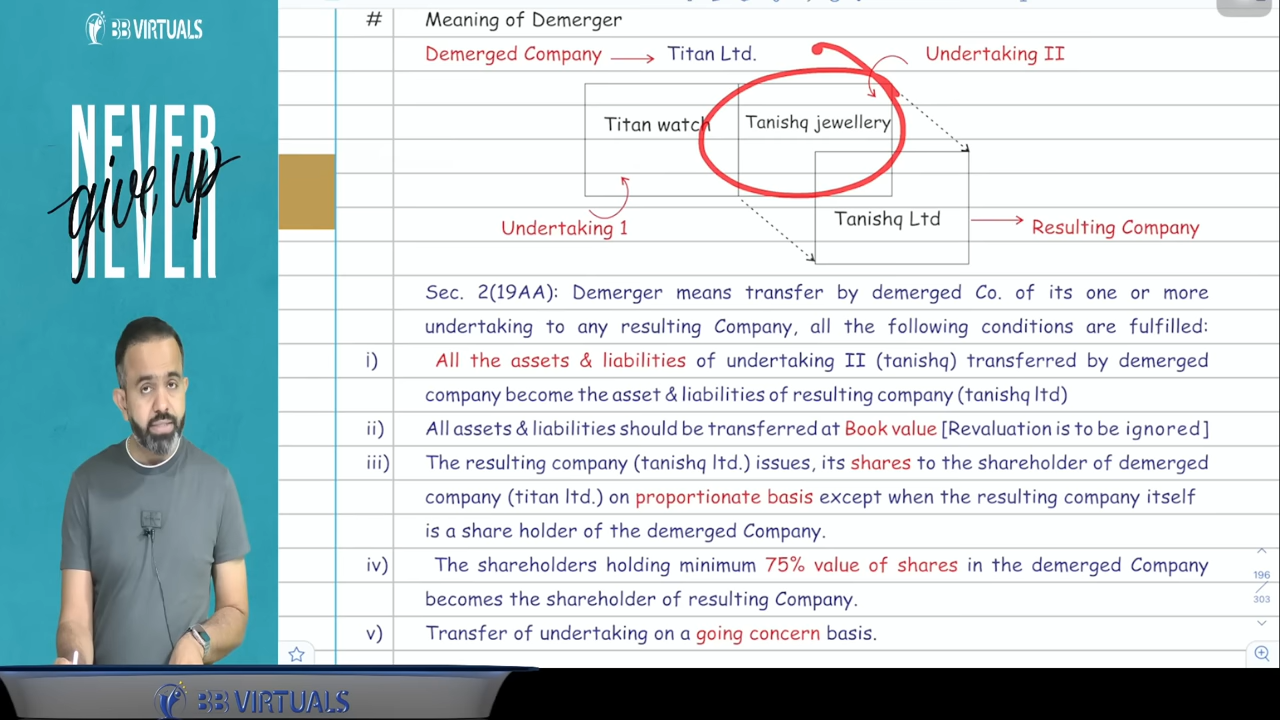 BB VIRTUALS
NEVER
give up
NEVER
# Meaning of Demerger
Demerged Company → Titan Ltd.
Undertaking II
Titan watch
Tanishq jewellery
Tanishq Ltd
Undertaking 1
Resulting Company
Sec. 2(19AA): Demerger means transfer by demerged Co. of its one or more
undertaking to any resulting Company, all the following conditions are fulfilled:
i) All the assets & liabilities of undertaking II (tanishq) transferred by demerged
company become the asset & liabilities of resulting company (tanishq ltd)
ii) All assets & liabilities should be transferred at Book value [Revaluation is to be ignored]
iii) The resulting company (tanishq ltd.) issues, its shares to the shareholder of demerged
company (titan ltd.) on proportionate basis except when the resulting company itself
is a share holder of the demerged Company.
iv) The shareholders holding minimum 75% value of shares in the demerged Company
becomes the shareholder of resulting Company.
v) Transfer of undertaking on a going concern basis.
196
303
BB VIRTUALS